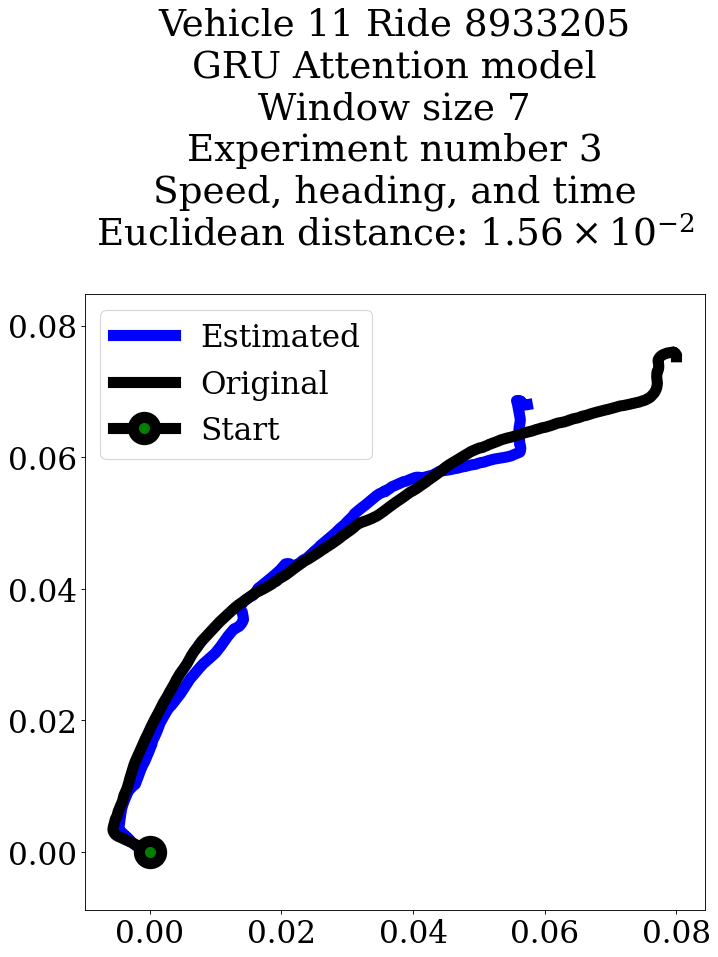 Vehicle 11 Ride 8933205
GRU Attention model
Window size 7
Experiment number 3
Speed, heading, and time
Euclidean distance: 1.56 × 10⁻²
Estimated
Original
Start
0.08
0.06
0.04
0.02
0.00
0.00 0.02 0.04 0.06 0.08